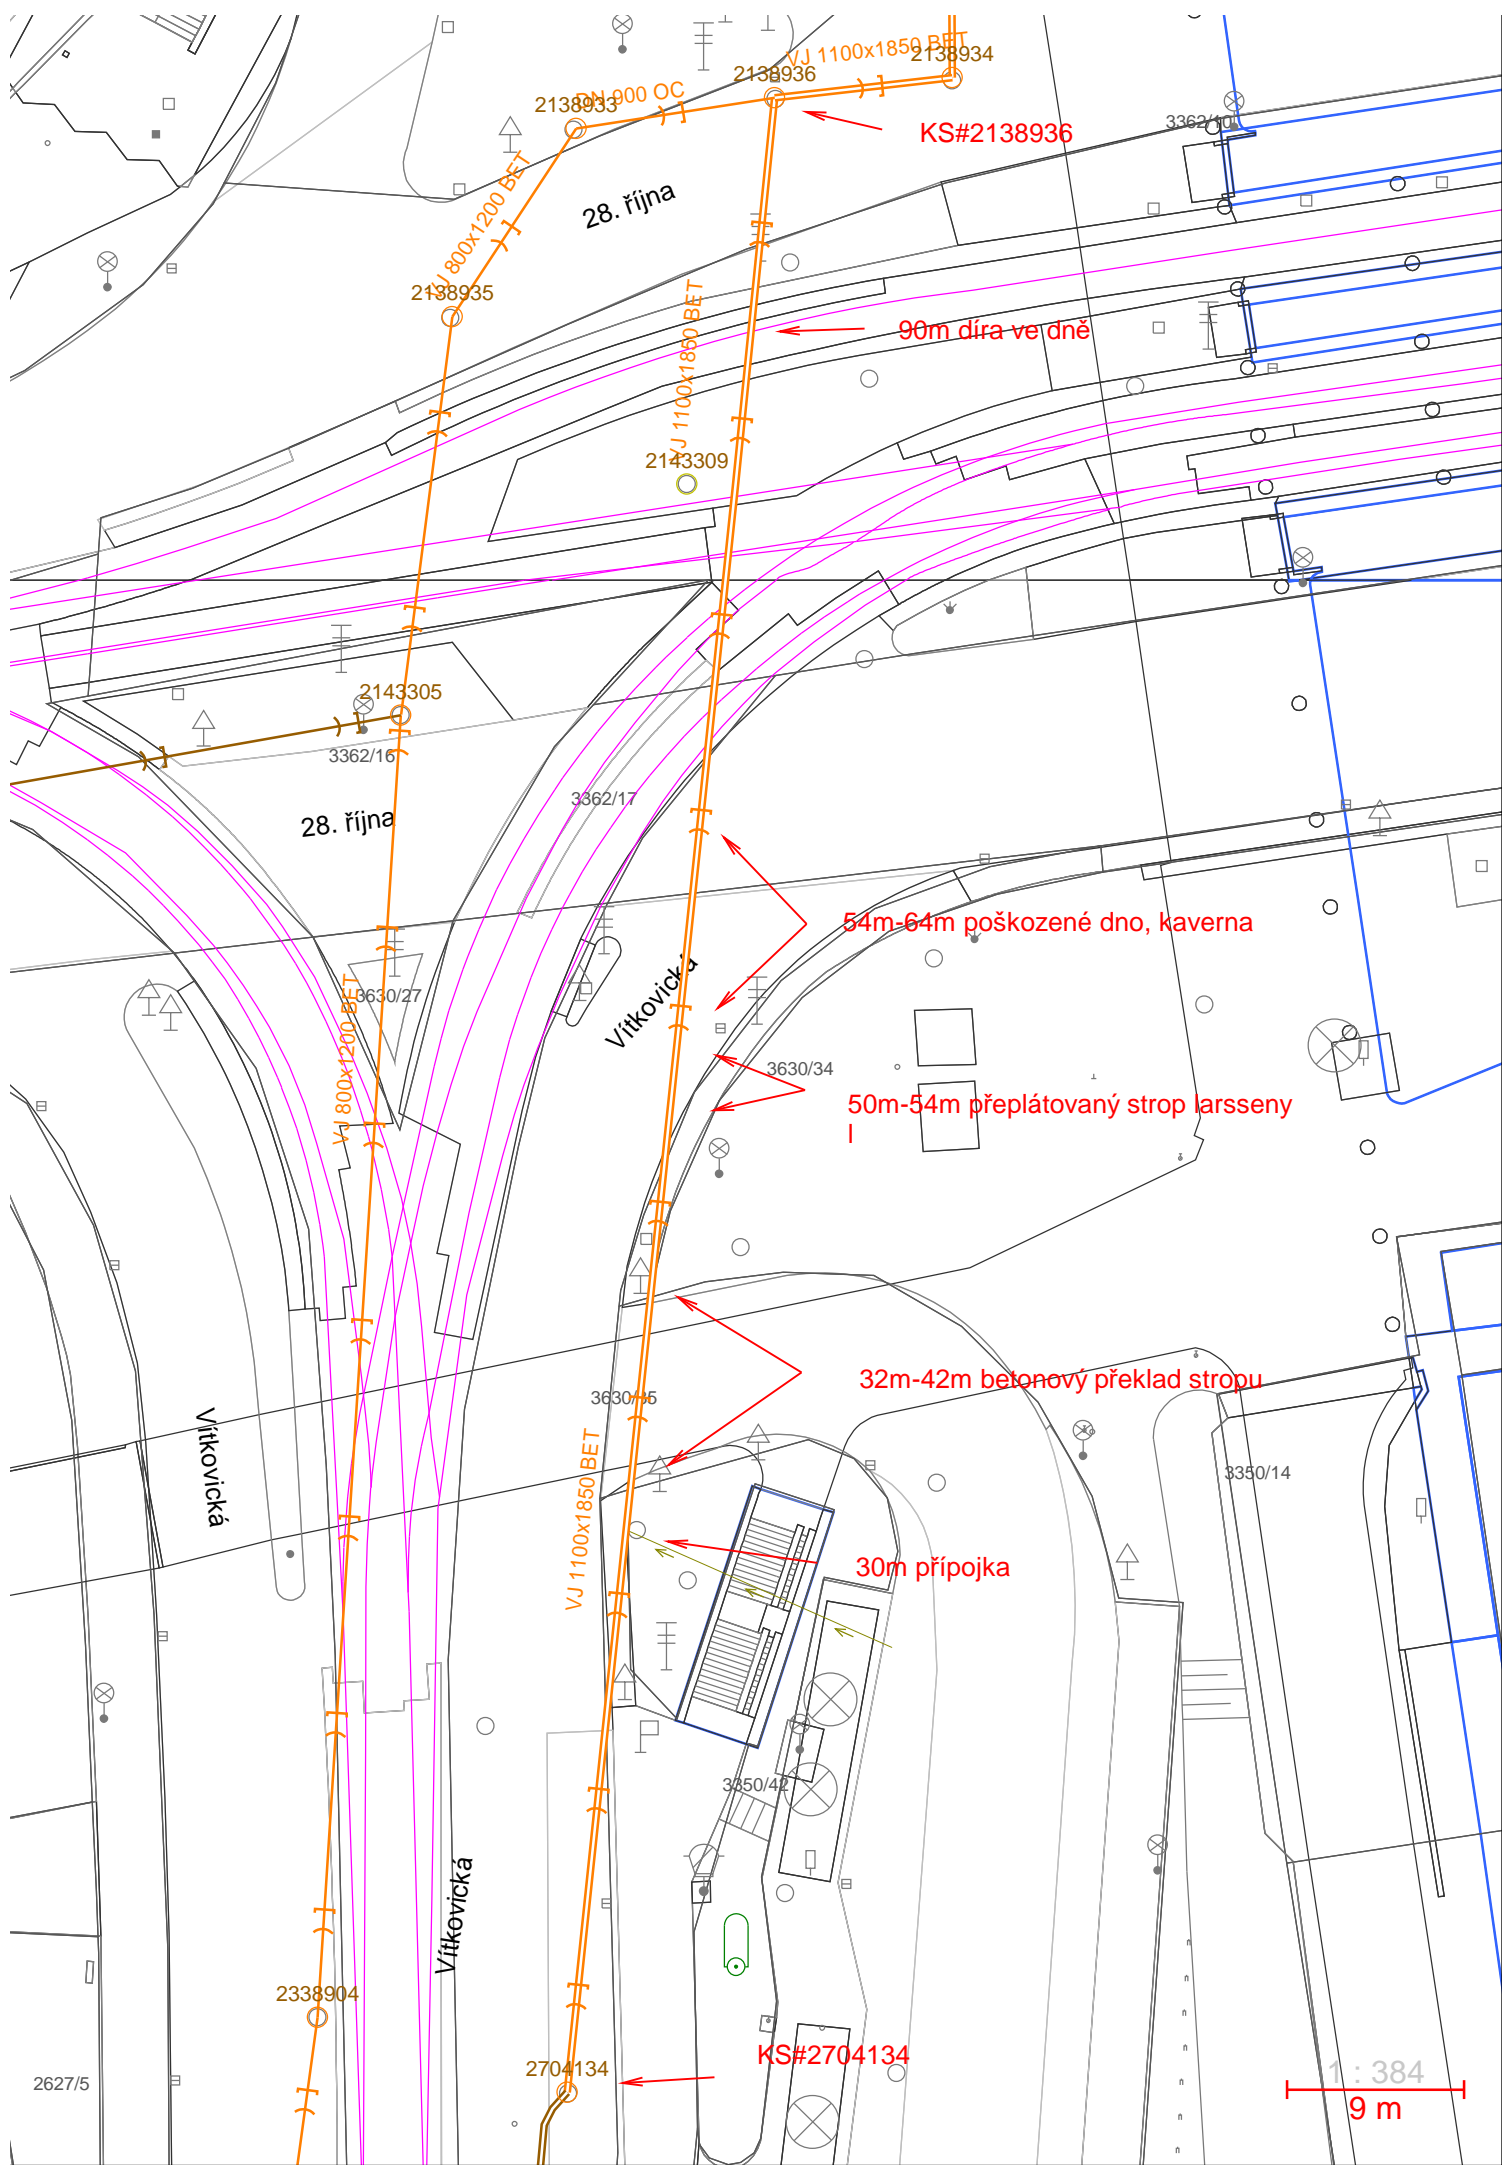 VJ 1100x1850 BET
2138934
2138936
DN 900 OC
2138933
KS#2138936
3362/10
VJ 800x1200 BET
28. října
2138935
90m díra ve dně
VJ 1100x1850 BET
2143309
2143305
3362/16
3362/17
28. října
54m-64m poškozené dno, kaverna
Vítkovická
3630/27
VJ 800x1200 BET
3630/34
50m-54m přeplátovaný strop larsseny
I
32m-42m betonový překlad stropu
3630/35
Vítkovická
VJ 1100x1850 BET
3350/14
30m přípojka
3350/42
Vítkovická
2338904
KS#2704134
2704134
2627/5
1 : 384
9 m